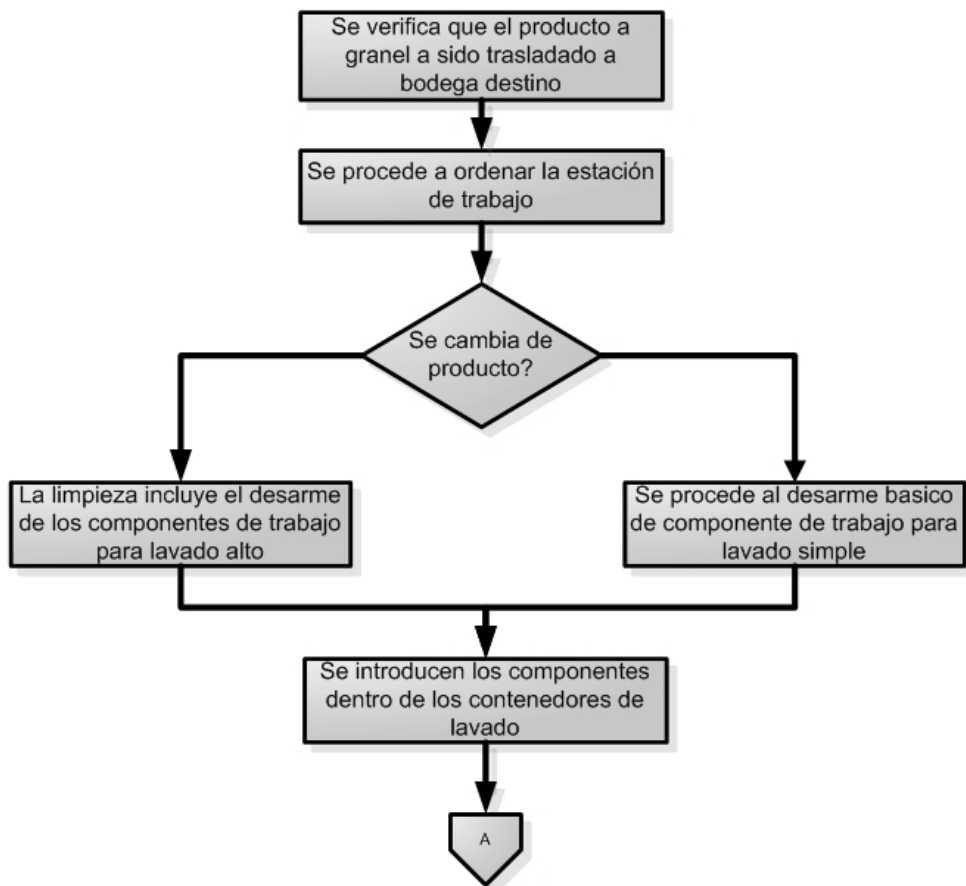 Se verifica que el producto a
granel a sido trasladado a
bodega destino
Se procede a ordenar la estación
de trabajo
Se cambia de
producto?
La limpieza incluye el desarme
de los componentes de trabajo
para lavado alto
Se procede al desarme basico
de componente de trabajo para
lavado simple
Se introducen los componentes
dentro de los contenedores de
lavado
A